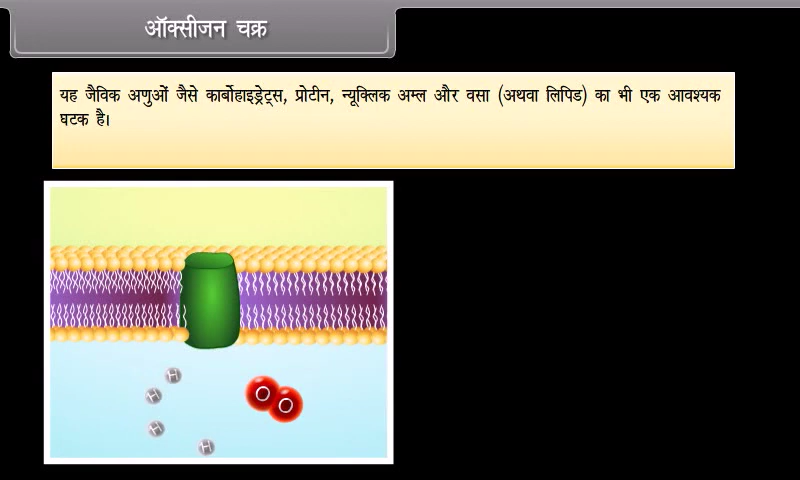 ऑक्सीजन चक्र
यह जैविक अणुओं जैसे कार्बोहाइड्रेट्स, प्रोटीन, न्यूक्लिक अम्ल और वसा (अथवा लिपिड) का भी एक आवश्यक
घटक है।
H
H
O
O
H
H